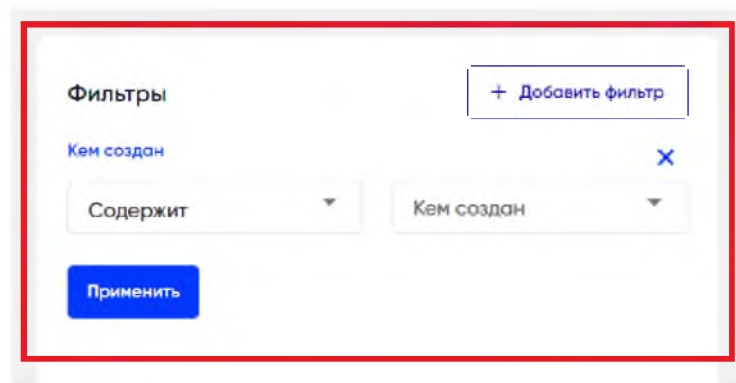 Фильтры
+ Добавить фильтр
Кем создан
Содержит
Кем создан
Применить